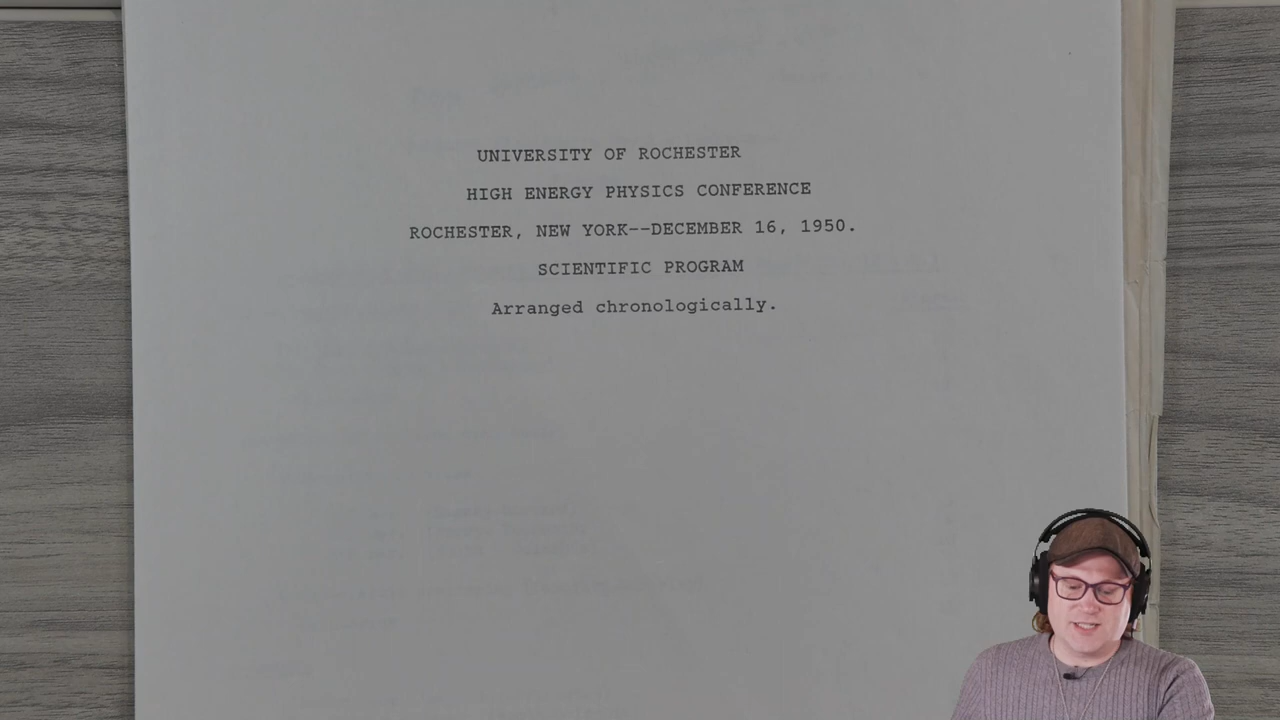 UNIVERSITY OF ROCHESTER
HIGH ENERGY PHYSICS CONFERENCE
ROCHESTER, NEW YORK--DECEMBER 16, 1950.
SCIENTIFIC PROGRAM
Arranged chronologically.